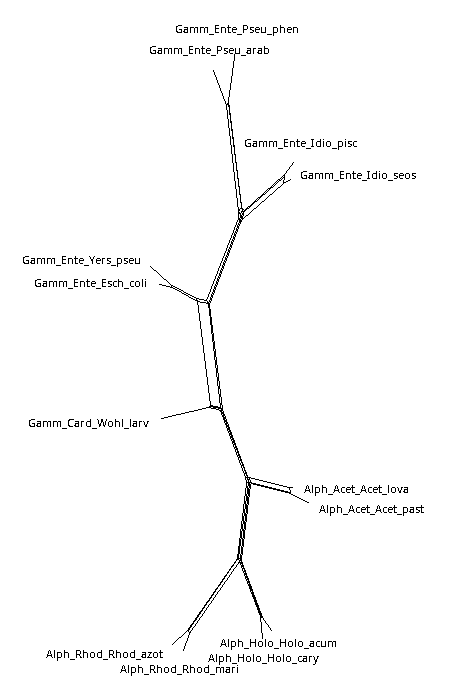 Gamm_Ente_Pseu_phen
Gamm_Ente_Pseu_arab
Gamm_Ente_Idio_pisc
Gamm_Ente_Idio_seos
Gamm_Ente_Yers_pseu
Gamm_Ente_Esch_coli
Gamm_Card_Wohl_larv
Alph_Acet_Acet_lova
Alph_Acet_Acet_past
Alph_Holo_Holo_acum
Alph_Rhod_Rhod_azot
Alph_Holo_Holo_cary
Alph_Rhod_Rhod_mari